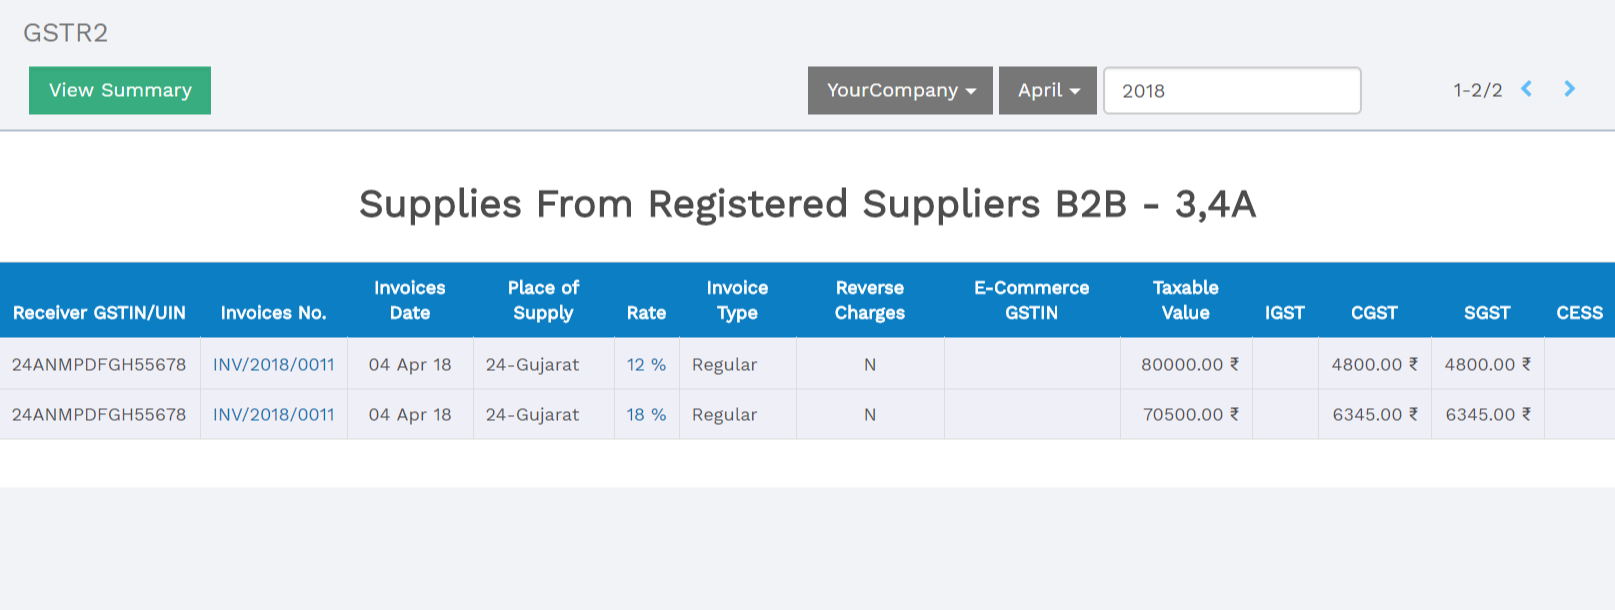 GSTR2
View Summary YourCompany April 2018 1-2/2
Supplies From Registered Suppliers B2B - 3,4A
Receiver GSTIN/UIN Invoices No. Invoices Date Place of Supply Rate Invoice Type Reverse Charges E-Commerce GSTIN Taxable Value IGST CGST SGST CESS
24ANMPDFGH55678 INV/2018/0011 04 Apr 18 24-Gujarat 12 % Regular N 80000.00 ₹ 4800.00 ₹ 4800.00 ₹
24ANMPDFGH55678 INV/2018/0011 04 Apr 18 24-Gujarat 18 % Regular N 70500.00 ₹ 6345.00 ₹ 6345.00 ₹